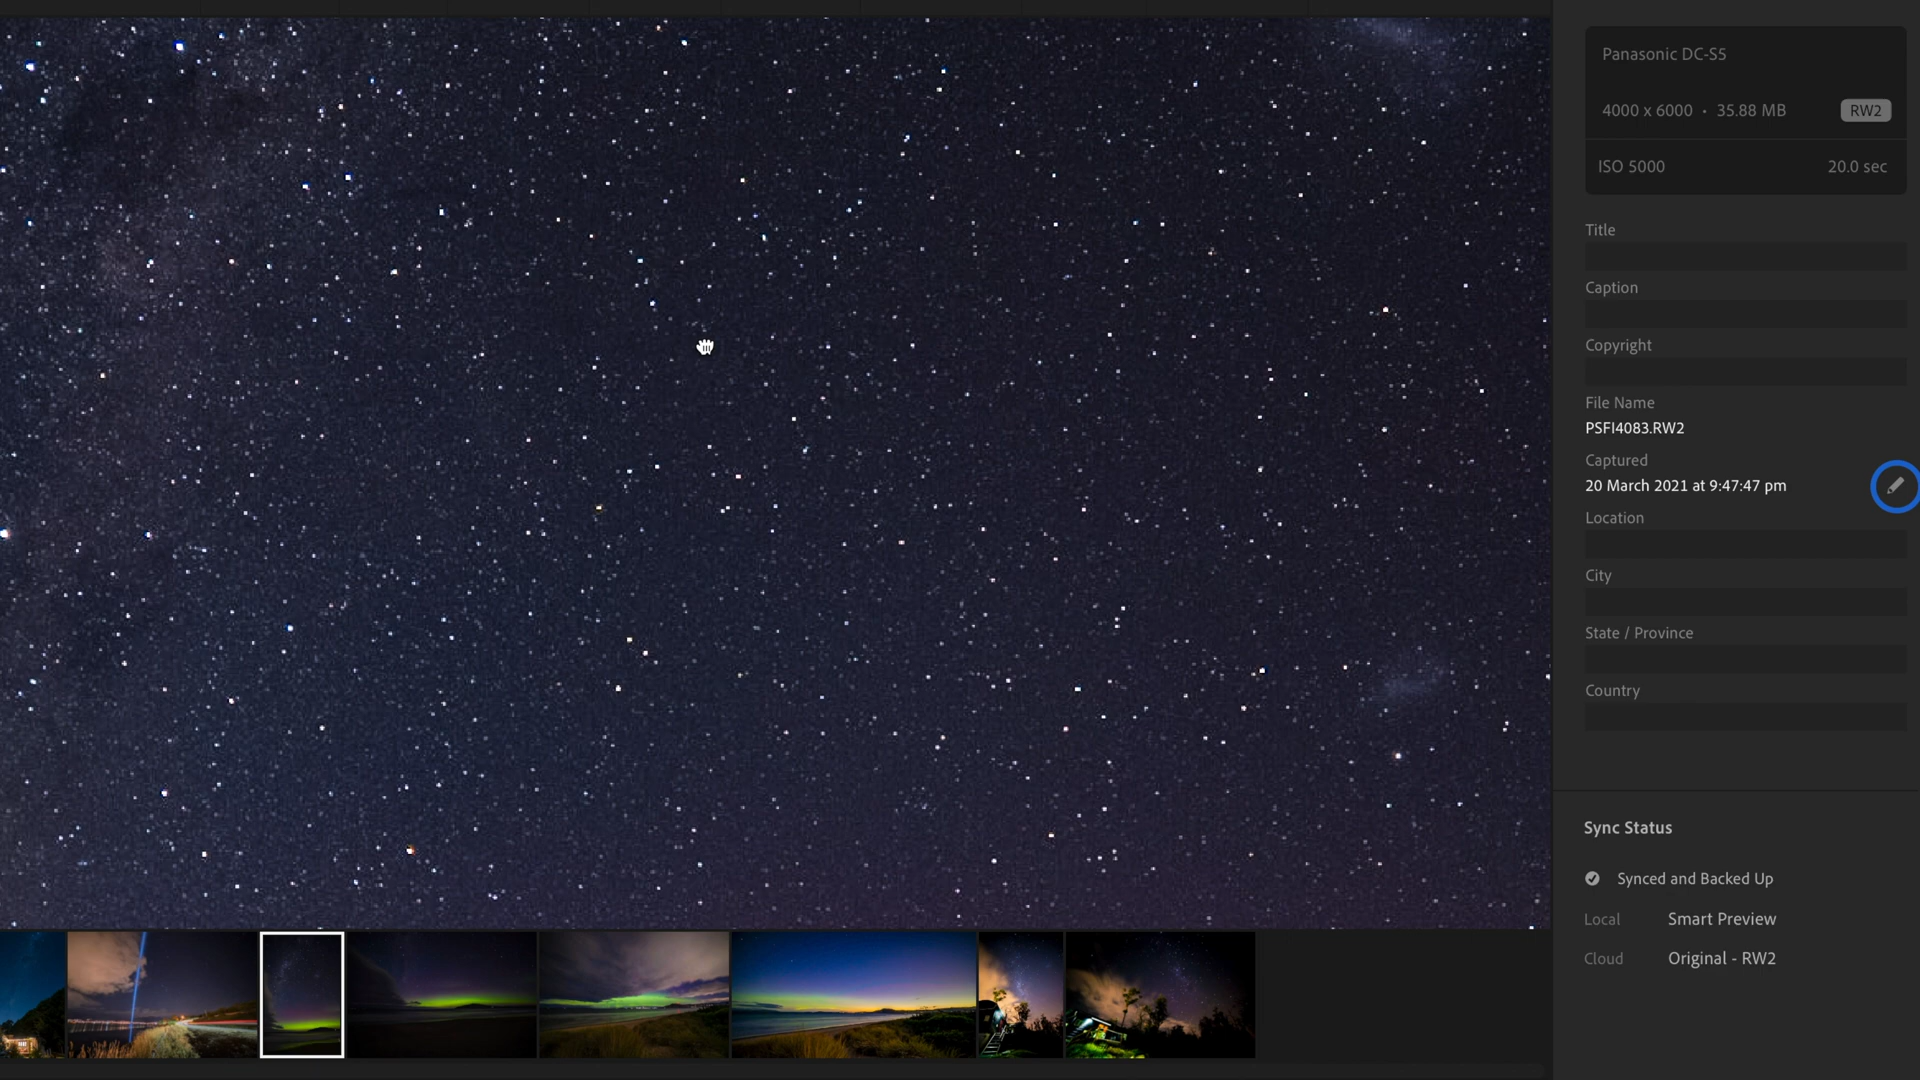 Panasonic DC-S5
4000 x 6000 • 35.88 MB RW2
ISO 5000 20.0 sec
Title
Caption
Copyright
File Name
PSFI4083.RW2
Captured
20 March 2021 at 9:47:47 pm
Location
City
State / Province
Country
Sync Status
Synced and Backed Up
Local Smart Preview
Cloud Original - RW2